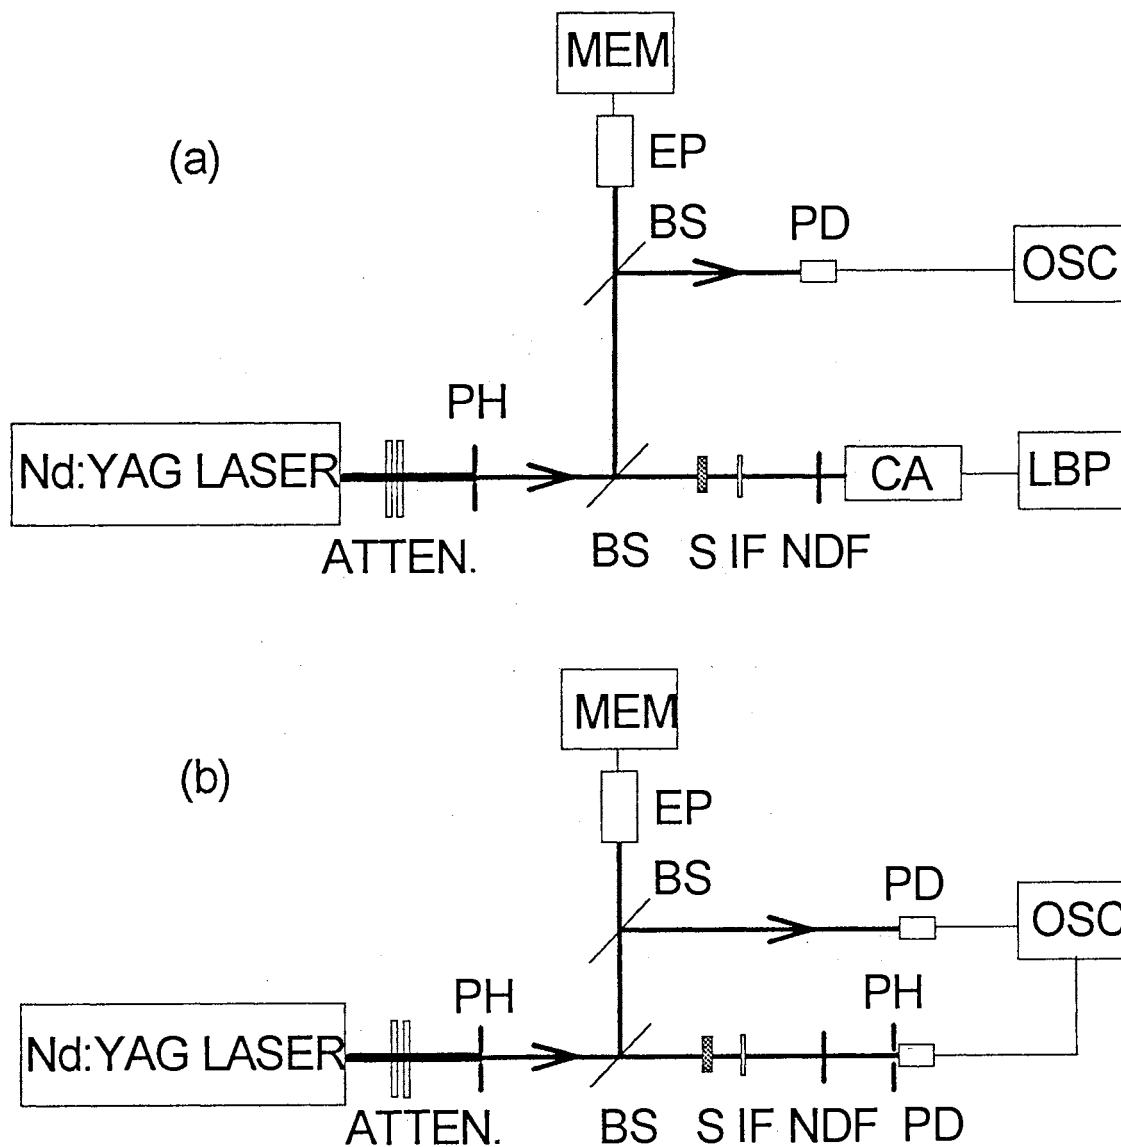 MEM
(a)
EP
BS
PD
OSC
PH
Nd:YAG LASER
CA
LBP
ATTEN.
BS
S IF NDF
MEM
(b)
EP
BS
PD
OSC
PH
PH
Nd:YAG LASER
ATTEN.
BS
S IF NDF
PD